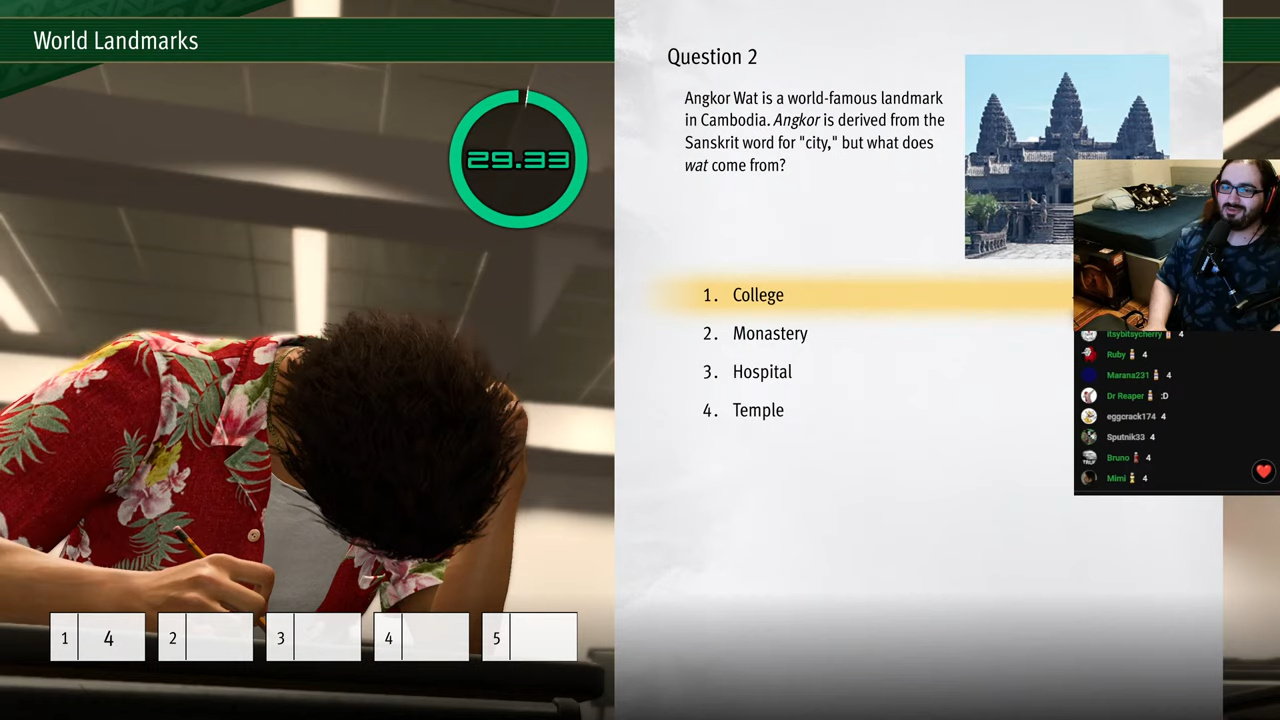 World Landmarks
29.33
Question 2
Angkor Wat is a world-famous landmark
in Cambodia. Angkor is derived from the
Sanskrit word for "city," but what does
wat come from?
1. College
2. Monastery
3. Hospital
4. Temple
itsybitsycherry 4
Ruby 4
Marana231 4
Dr Reaper :D
eggcrack174 4
Sputnik33 4
Bruno 4
Mimi 4
1 4 2 3 4 5